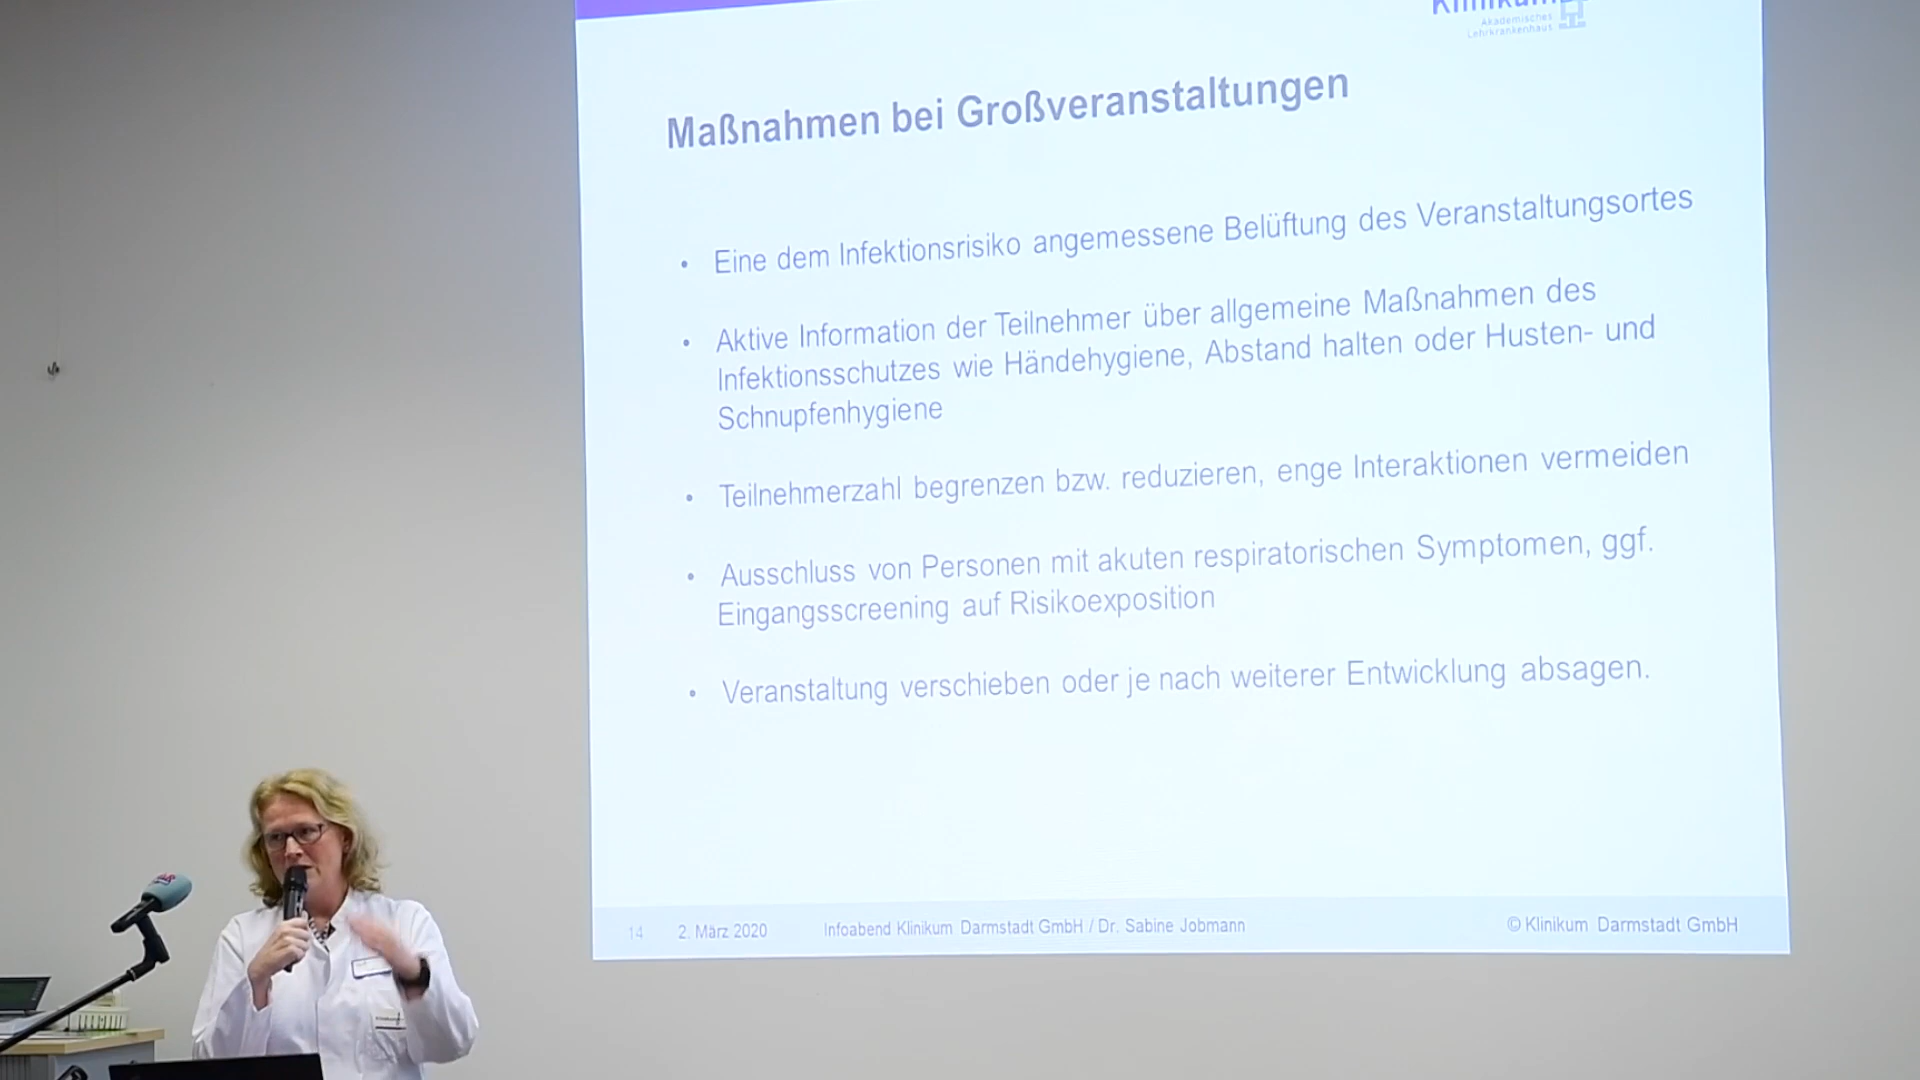 Akademisches
Lehrkrankenhaus
Maßnahmen bei Großveranstaltungen
• Eine dem Infektionsrisiko angemessene Belüftung des Veranstaltungsortes
• Aktive Information der Teilnehmer über allgemeine Maßnahmen des
Infektionsschutzes wie Händehygiene, Abstand halten oder Husten- und
Schnupfenhygiene
• Teilnehmerzahl begrenzen bzw. reduzieren, enge Interaktionen vermeiden
• Ausschluss von Personen mit akuten respiratorischen Symptomen, ggf.
Eingangsscreening auf Risikoexposition
• Veranstaltung verschieben oder je nach weiterer Entwicklung absagen.
14 2. März 2020 Infoabend Klinikum Darmstadt GmbH / Dr. Sabine Jobmann © Klinikum Darmstadt GmbH